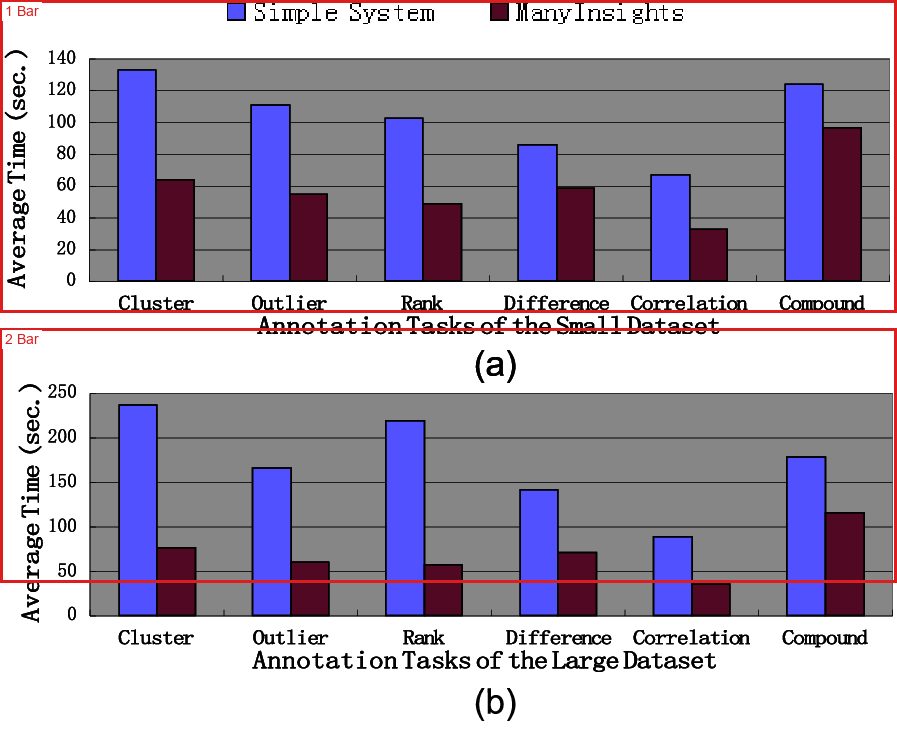 1 Bar
Simple System ManyInsights
Average Time (sec.)
140
120
100
80
60
40
20
0
Cluster Outlier Rank Difference Correlation Compound
Annotation Tasks of the Small Dataset
(a)
2 Bar
Average Time (sec.)
250
200
150
100
50
0
Cluster Outlier Rank Difference Correlation Compound
Annotation Tasks of the Large Dataset
(b)